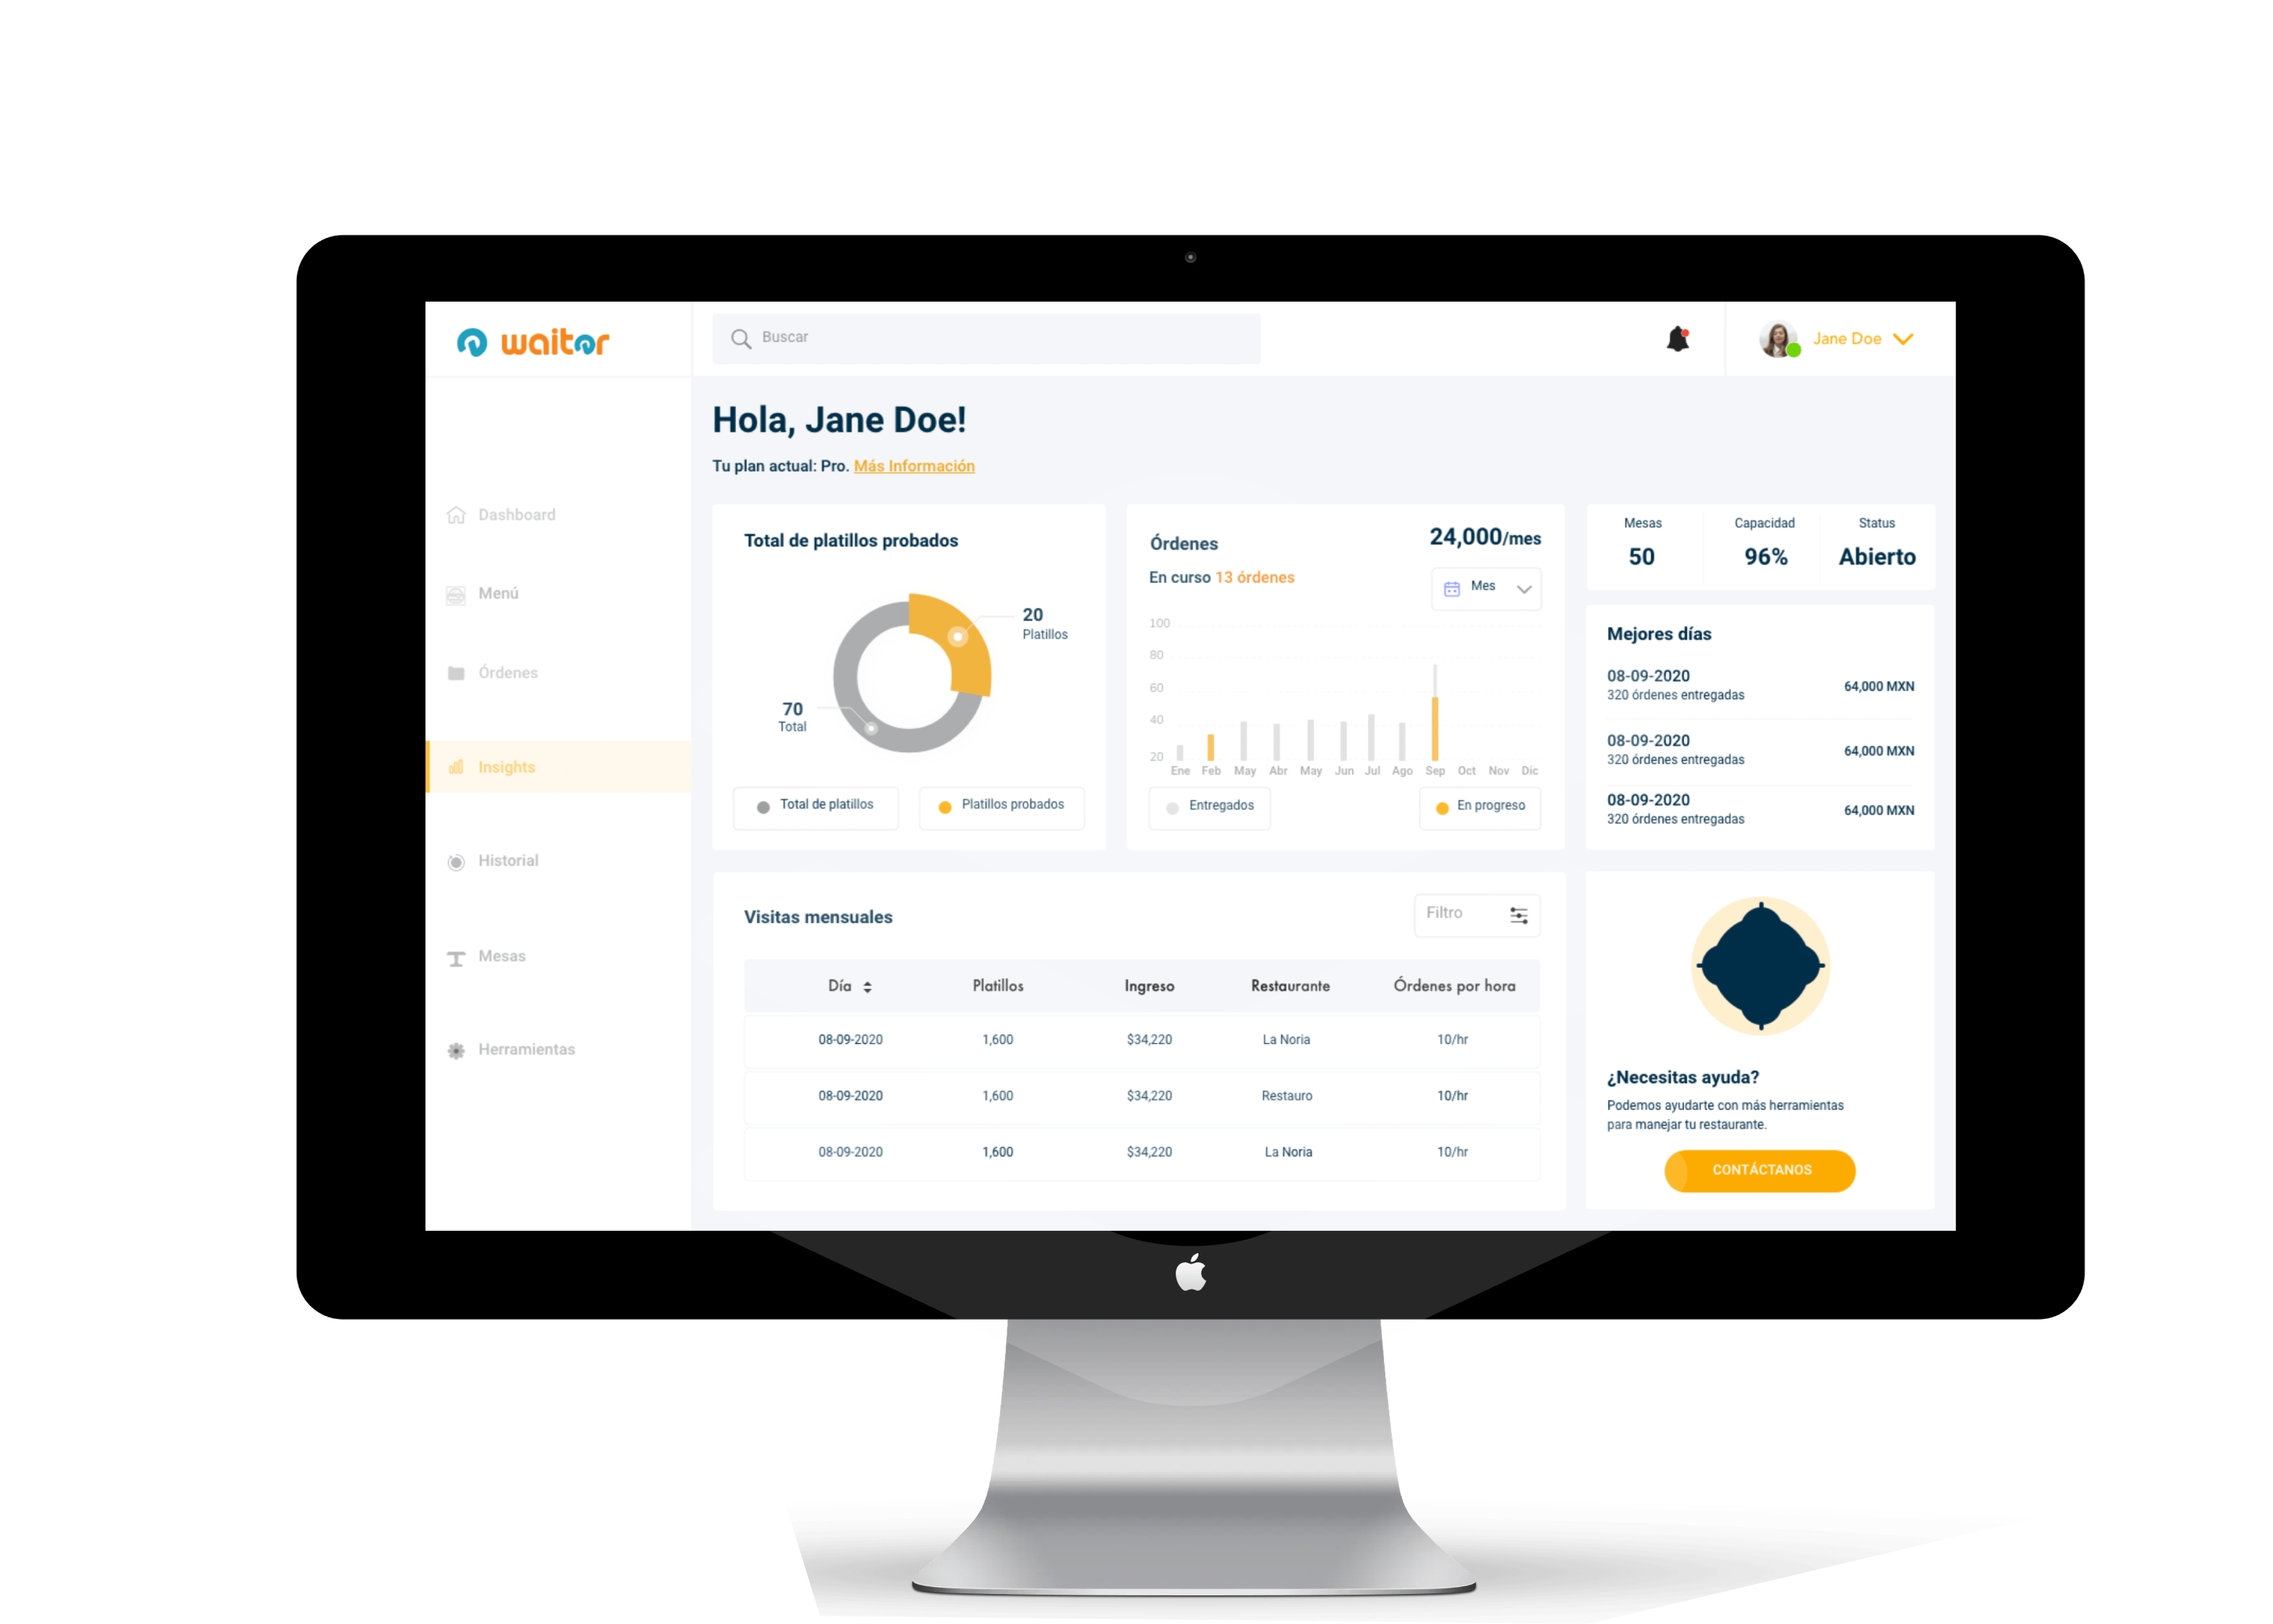 waitor
Buscar
Jane Doe
Hola, Jane Doe!
Tu plan actual: Pro. Más Información
Dashboard
Menú
Órdenes
Insights
Historial
Mesas
Herramientas
Total de platillos probados
20
Platillos
70
Total
Total de platillos
Platillos probados
Órdenes
24,000/mes
En curso 13 órdenes
Mes
100
80
60
40
20
Ene Feb May Abr May Jun Jul Ago Sep Oct Nov Dic
Entregados
En progreso
Mesas Capacidad Status
50 96% Abierto
Mejores días
08-09-2020
320 órdenes entregadas 64,000 MXN
08-09-2020
320 órdenes entregadas 64,000 MXN
08-09-2020
320 órdenes entregadas 64,000 MXN
Visitas mensuales
Filtro
Día Platillos Ingreso Restaurante Órdenes por hora
08-09-2020 1,600 $34,220 La Noria 10/hr
08-09-2020 1,600 $34,220 Restauro 10/hr
08-09-2020 1,600 $34,220 La Noria 10/hr
¿Necesitas ayuda?
Podemos ayudarte con más herramientas
para manejar tu restaurante.
CONTÁCTANOS